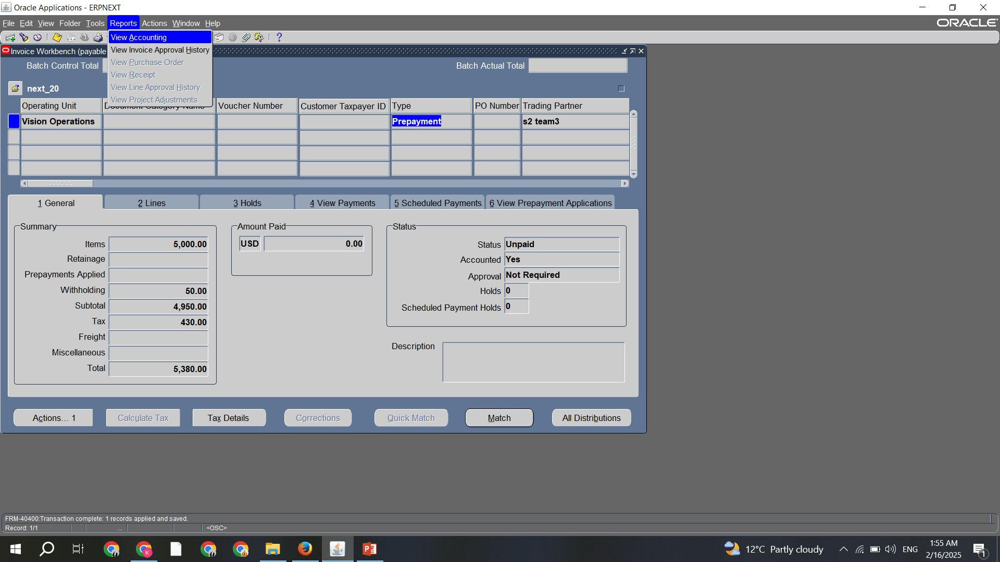 Oracle Applications - ERPNEXT
File Edit View Folder Tools Reports Actions Window Help
ORACLE
View Accounting
View Invoice Approval History
View Purchase Order
View Receipt
View Line Approval History
View Project Adjustments
Invoice Workbench (payable
Batch Control Total
Batch Actual Total
next_20
Operating Unit Document Category Name Voucher Number Customer Taxpayer ID Type PO Number Trading Partner
Vision Operations Prepayment s2 team3
1 General 2 Lines 3 Holds 4 View Payments 5 Scheduled Payments 6 View Prepayment Applications
Summary
Items 5,000.00
Retainage
Prepayments Applied
Withholding 50.00
Subtotal 4,950.00
Tax 430.00
Freight
Miscellaneous
Total 5,380.00
Amount Paid
USD 0.00
Status
Status Unpaid
Accounted Yes
Approval Not Required
Holds 0
Scheduled Payment Holds 0
Description
Actions... 1 Calculate Tax Tax Details Corrections Quick Match Match All Distributions
FRM-40400:Transaction complete: 1 records applied and saved.
Record: 1/1 ... <OSC>
K
12°C Partly cloudy ENG
1:55 AM
2/16/2025
1